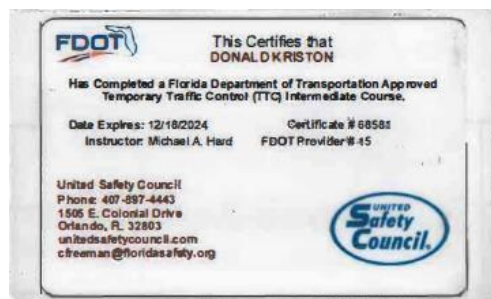 FDOT
This Certifies that
DONALD KRISTON
Has Completed a Florida Department of Transportation Approved
Temporary Traffic Control (TTC) Intermediate Course.
Date Expires: 12/18/2024 Certificate # 68581
Instructor: Michael A. Hard FDOT Provider # 15
United Safety Council
Phone: 407-897-4443
1505 E. Colonial Drive
Orlando, FL 32803
unitedsafetycouncil.com
cfreeman@floridasafety.org
UNITED
Safety
Council.